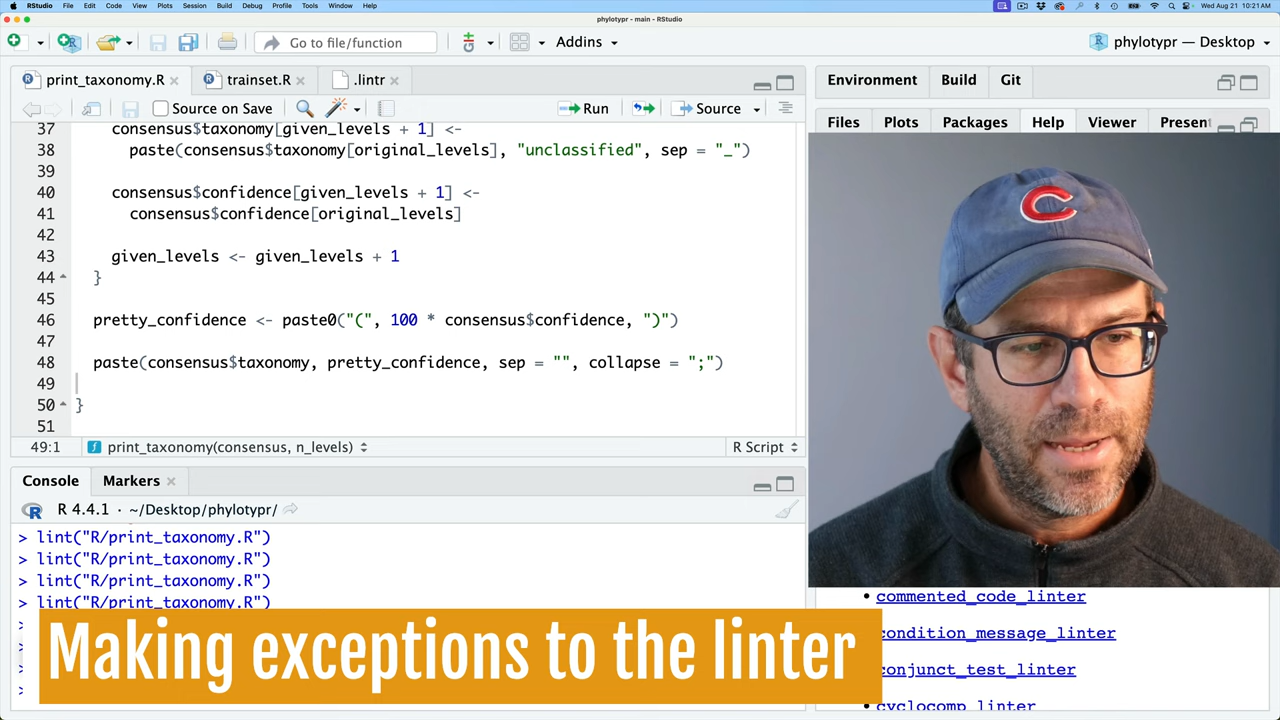 RStudio File Edit Code View Plots Session Build Debug Profile Tools Window Help Wed Aug 21 10:21 AM
phylotypr - main - RStudio
Go to file/function Addins phylotypr — Desktop
print_taxonomy.R trainset.R .lintr
Source on Save Run Source
37 consensus$taxonomy[given_levels + 1] <-
38 paste(consensus$taxonomy[original_levels], "unclassified", sep = "_")
39
40 consensus$confidence[given_levels + 1] <-
41 consensus$confidence[original_levels]
42
43 given_levels <- given_levels + 1
44 }
45
46 pretty_confidence <- paste0("(", 100 * consensus$confidence, ")")
47
48 paste(consensus$taxonomy, pretty_confidence, sep = "", collapse = ";")
49
50 }
51
49:1 print_taxonomy(consensus, n_levels) R Script
Console Markers
R 4.4.1 · ~/Desktop/phylotypr/
> lint("R/print_taxonomy.R")
> lint("R/print_taxonomy.R")
> lint("R/print_taxonomy.R")
> lint("R/print_taxonomy.R")
Making exceptions to the linter
Environment Build Git
Files Plots Packages Help Viewer Present
C
commented_code_linter
condition_message_linter
conjunct_test_linter
cyclocomp_linter